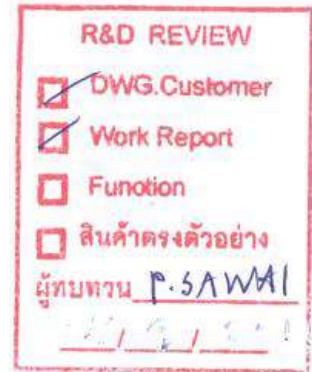 R&D REVIEW
DWG.Customer
Work Report
Funotion
สินค้าตรงตัวอย่าง
ผู้ทบทวน P.SAWAI